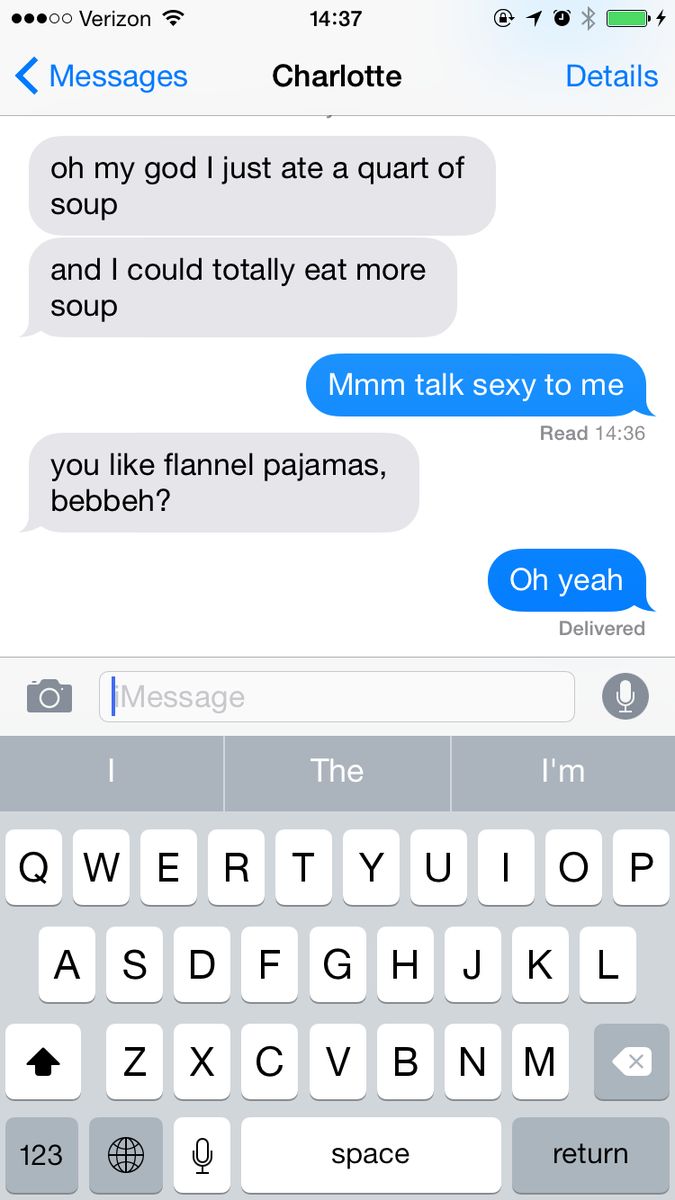 Verizon 14:37
Messages Charlotte Details
oh my god I just ate a quart of
soup
and I could totally eat more
soup
Mmm talk sexy to me
Read 14:36
you like flannel pajamas,
bebbeh?
Oh yeah
Delivered
iMessage
I The I'm
Q W E R T Y U I O P
A S D F G H J K L
Z X C V B N M
123 space return